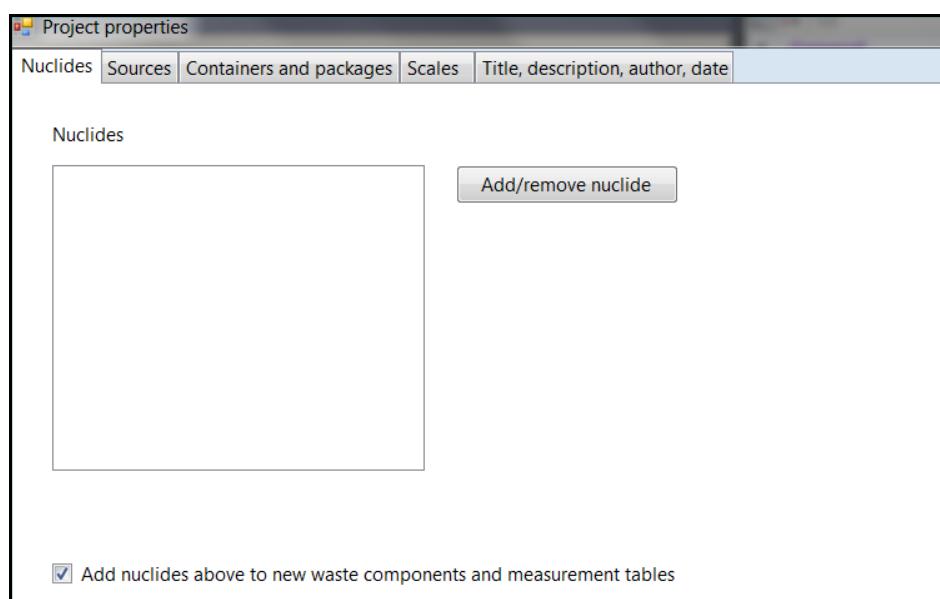 Project properties
Nuclides Sources Containers and packages Scales Title, description, author, date
Nuclides
Add/remove nuclide
Add nuclides above to new waste components and measurement tables